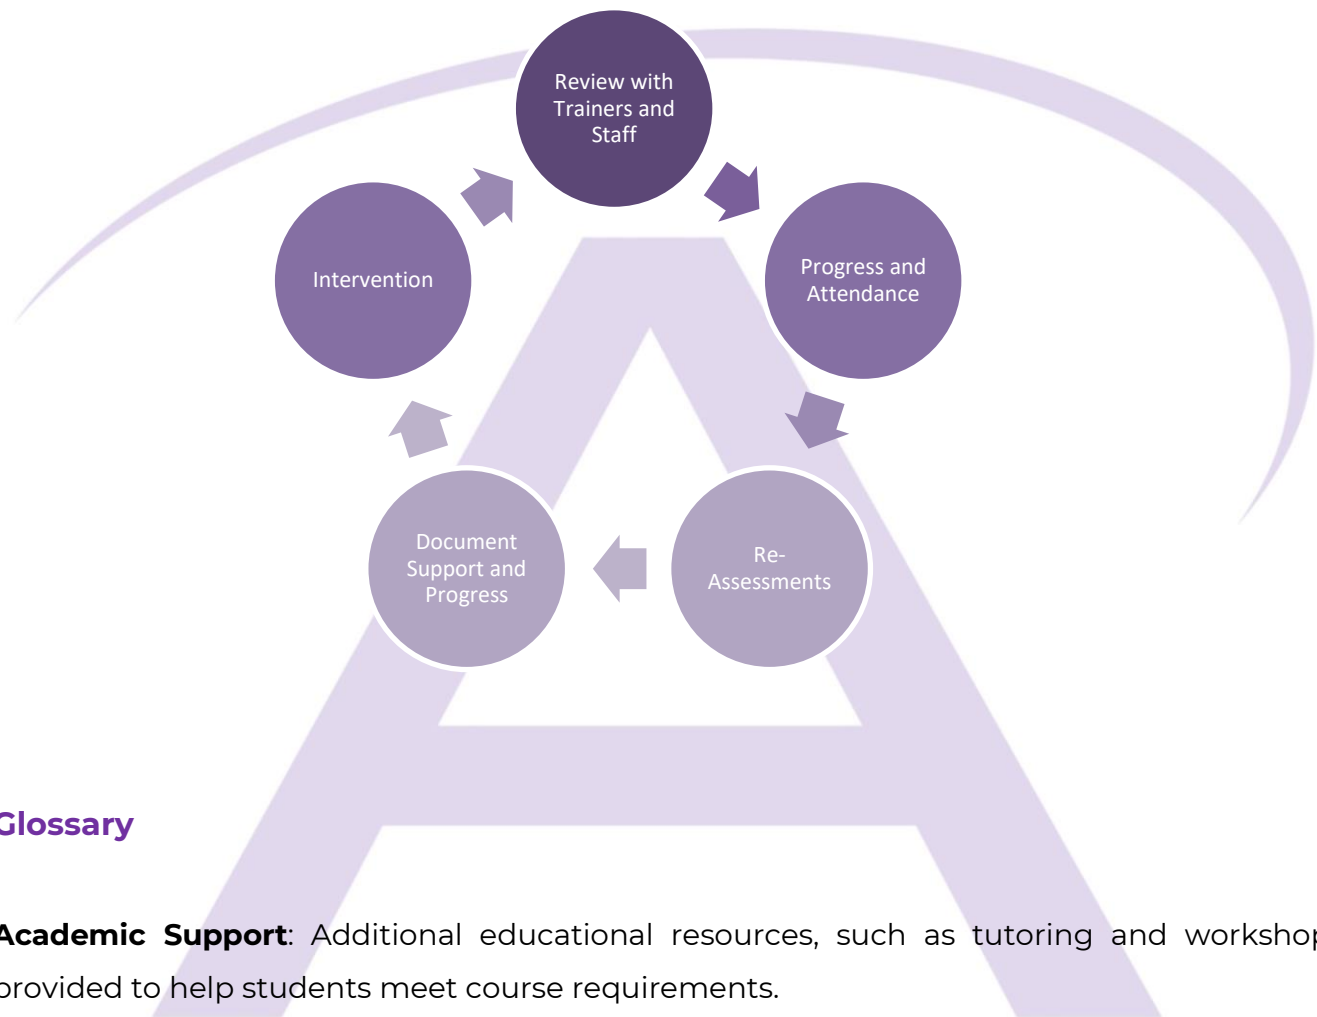 Review with
Trainers and
Staff
Progress and
Attendance
Re-
Assessments
Document
Support and
Progress
Intervention
Glossary
Academic Support: Additional educational resources, such as tutoring and workshop
provided to help students meet course requirements.